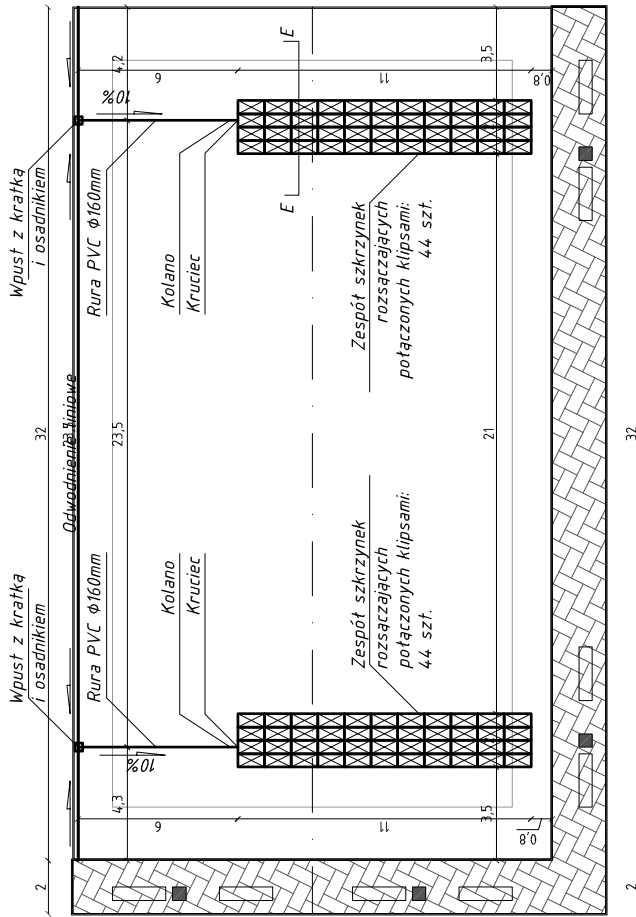 Wpust z kratką
i osadnikiem
Rura PVC ϕ160mm
Kolano
Kruciec
Odwodnienie liniowe
Zespół szkrzynek
rozsączających
połączonych klipsami:
44 szt.
Wpust z kratką
i osadnikiem
Rura PVC ϕ160mm
Kolano
Kruciec
Zespół szkrzynek
rozsączających
połączonych klipsami:
44 szt.
E
E
10%
10%
32
23,5
21
32
4,2
6
11
3,5
0,8
4,3
6
11
3,5
0,8
2
2